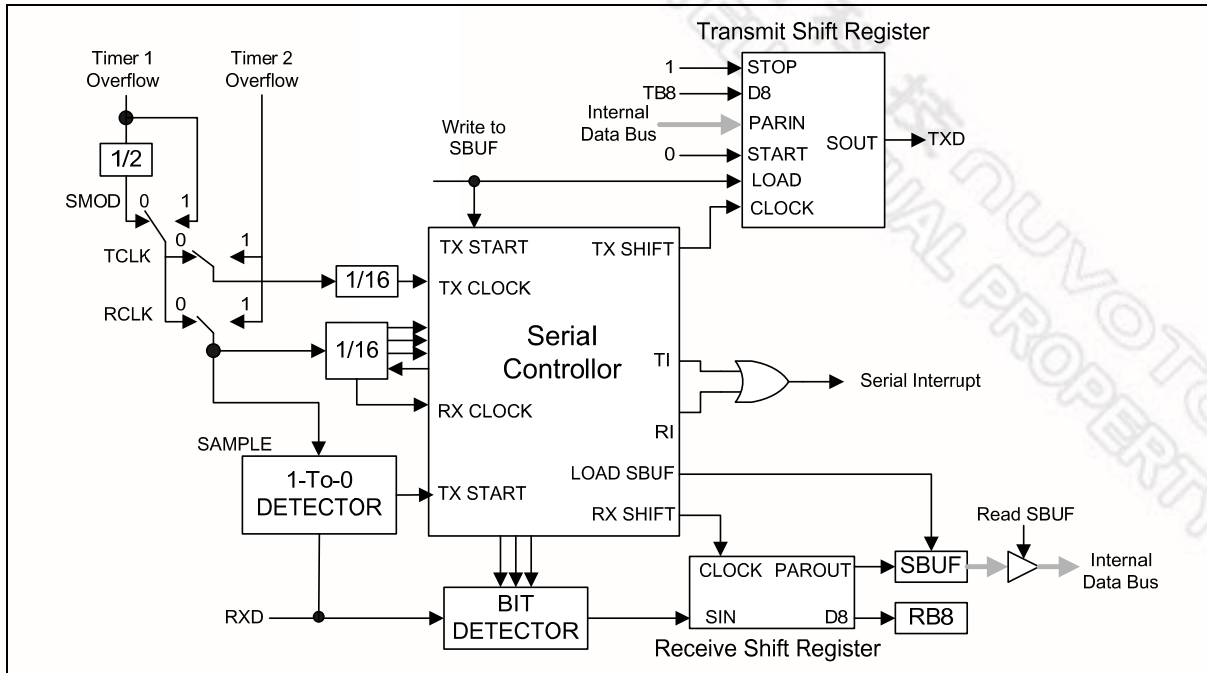 Transmit Shift Register
Timer 1
Overflow
Timer 2
Overflow
1
STOP
TB8
D8
Internal
Data Bus
PARIN
SOUT
TXD
0
START
LOAD
CLOCK
Write to
SBUF
1/2
SMOD
0
1
TCLK
0
1
RCLK
0
1
1/16
1/16
TX START
TX CLOCK
TX SHIFT
Serial
Controllor
TI
RI
Serial Interrupt
RX CLOCK
SAMPLE
1-To-0
DETECTOR
TX START
LOAD SBUF
RX SHIFT
Read SBUF
CLOCK
PAROUT
SBUF
Internal
Data Bus
RXD
BIT
DETECTOR
SIN
D8
RB8
Receive Shift Register
技 nuvoto
UAL PROPERTY